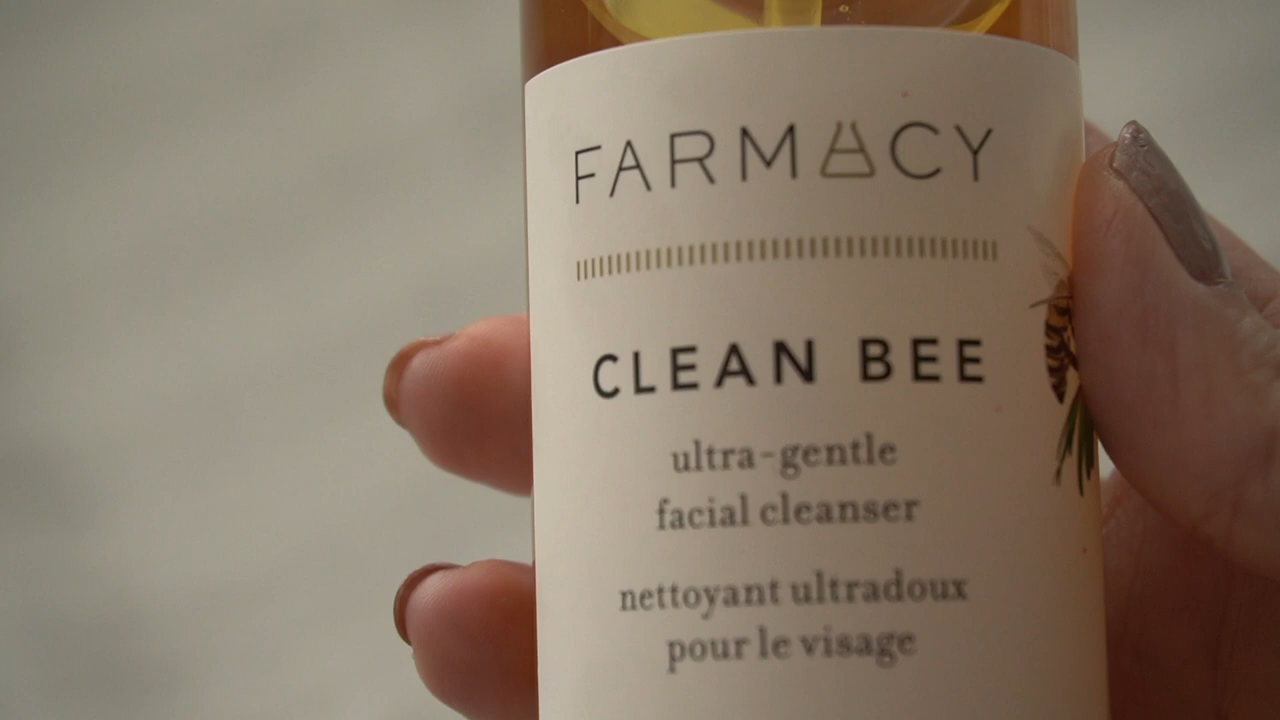 FARMACY
CLEAN BEE
ultra-gentle
facial cleanser
nettoyant ultradoux
pour le visage